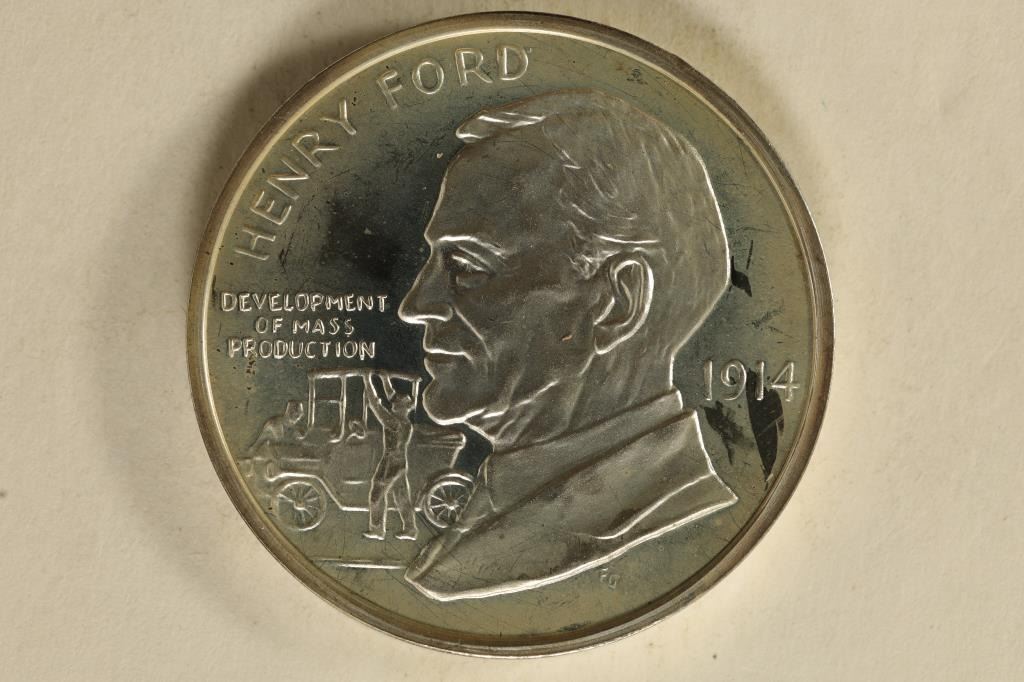 HENRY FORD
DEVELOPMENT
OF MASS
PRODUCTION
1914